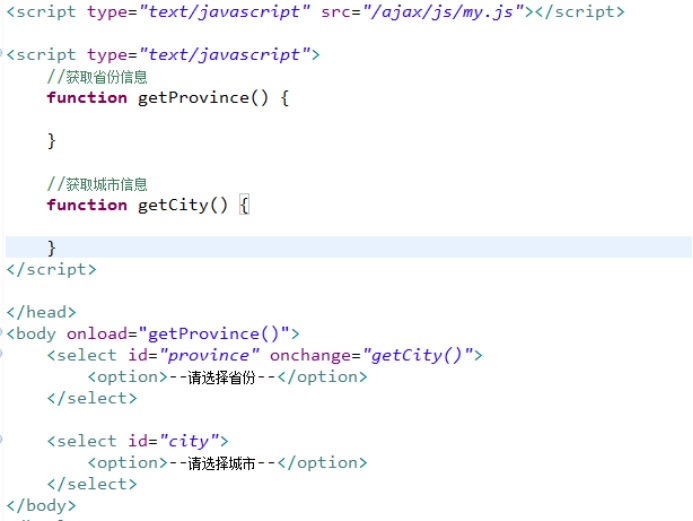 <script type="text/javascript" src="/ajax/js/my.js"></script>
<script type="text/javascript">
//获取省份信息
function getProvince() {
}
//获取城市信息
function getCity() {
}
</script>
</head>
<body onload="getProvince()">
<select id="province" onchange="getCity()">
<option>--请选择省份--</option>
</select>
<select id="city">
<option>--请选择城市--</option>
</select>
</body>